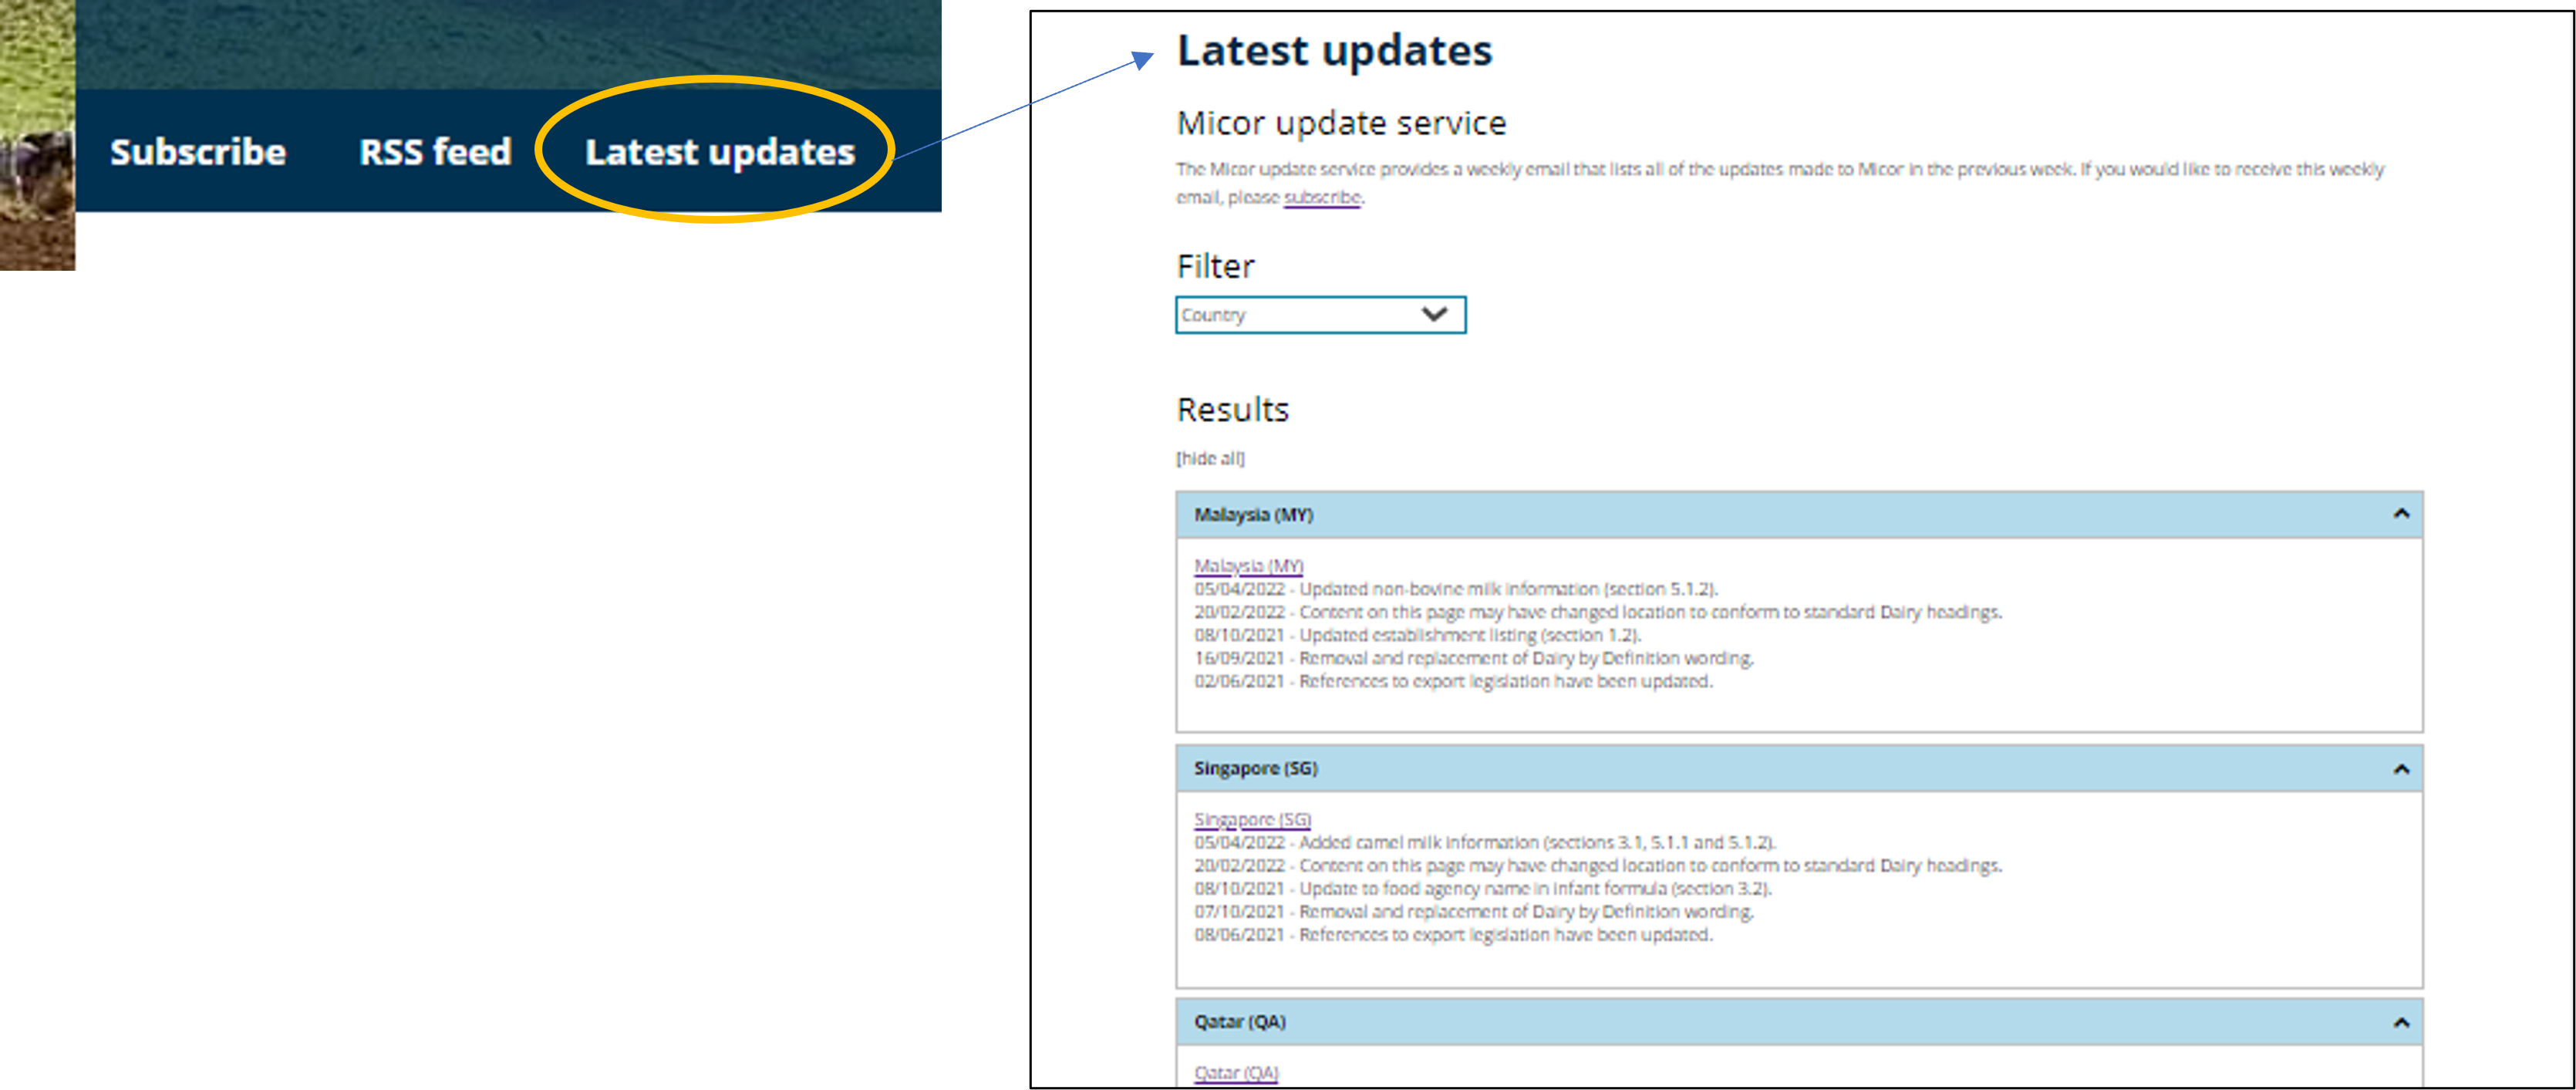 Subscribe RSS feed Latest updates
Latest updates
Micor update service
The Micor update service provides a weekly email that lists all of the updates made to Micor in the previous week. If you would like to receive this weekly
email, please subscribe.
Filter
Country
Results
[hide all]
Malaysia (MY)
Malaysia (MY)
05/04/2022 - Updated non-bovine milk information (section 5.1.2).
20/02/2022 - Content on this page may have changed location to conform to standard Dairy headings.
08/10/2021 - Updated establishment listing (section 1.2).
16/09/2021 - Removal and replacement of Dairy by Definition wording.
02/06/2021 - References to export legislation have been updated.
Singapore (SG)
Singapore (SG)
05/04/2022 - Added camel milk information (sections 3.1, 5.1.1 and 5.1.2).
20/02/2022 - Content on this page may have changed location to conform to standard Dairy headings.
08/10/2021 - Update to food agency name in infant formula (section 3.2).
07/10/2021 - Removal and replacement of Dairy by Definition wording.
08/06/2021 - References to export legislation have been updated.
Qatar (QA)
Qatar (QA)